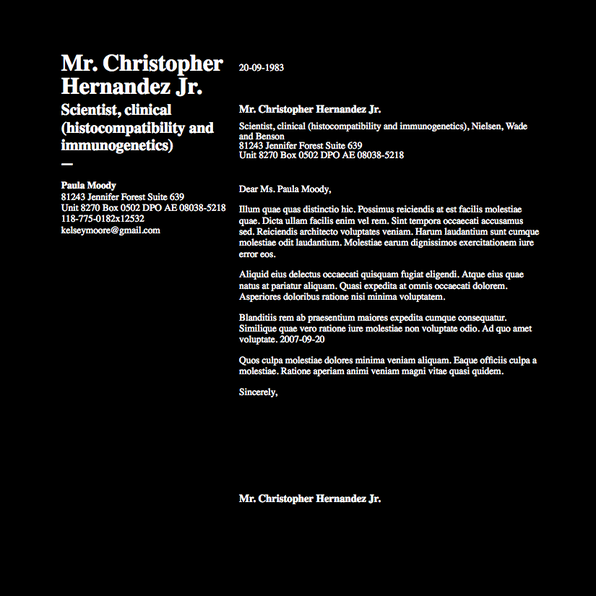 Mr. Christopher
Hernandez Jr.
Scientist, clinical
(histocompatibility and
immunogenetics)
—
Paula Moody
81243 Jennifer Forest Suite 639
Unit 8270 Box 0502 DPO AE 08038-5218
118-775-0182x12532
kelseymoore@gmail.com
20-09-1983
Mr. Christopher Hernandez Jr.
Scientist, clinical (histocompatibility and immunogenetics), Nielsen, Wade
and Benson
81243 Jennifer Forest Suite 639
Unit 8270 Box 0502 DPO AE 08038-5218
Dear Ms. Paula Moody,
Illum quae quas distinctio hic. Possimus reiciendis at est facilis molestiae
quae. Dicta ullam facilis enim vel rem. Sint tempora occaecati accusamus
sed. Reiciendis architecto voluptates veniam. Harum laudantium sunt cumque
molestiae odit laudantium. Molestiae earum dignissimos exercitationem iure
error eos.
Aliquid eius delectus occaecati quisquam fugiat eligendi. Atque eius quae
natus at pariatur aliquam. Quasi expedita at omnis occaecati dolorem.
Asperiores doloribus ratione nisi minima voluptatem.
Blanditiis rem ab praesentium maiores expedita cumque consequatur.
Similique quae vero ratione iure molestiae non voluptate odio. Ad quo amet
voluptate. 2007-09-20
Quos culpa molestiae dolores minima veniam aliquam. Eaque officiis culpa a
molestiae. Ratione aperiam animi veniam magni vitae quasi quidem.
Sincerely,
Mr. Christopher Hernandez Jr.